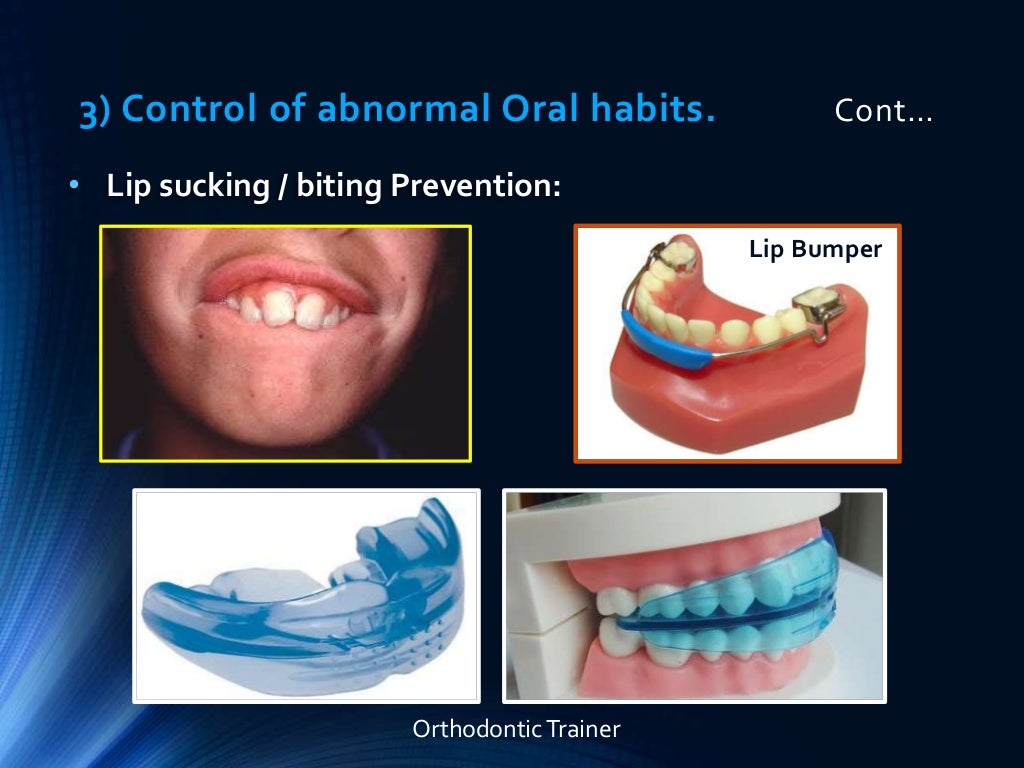 3) Control of abnormal Oral habits. Cont...
• Lip sucking / biting Prevention:
Lip Bumper
Orthodontic Trainer